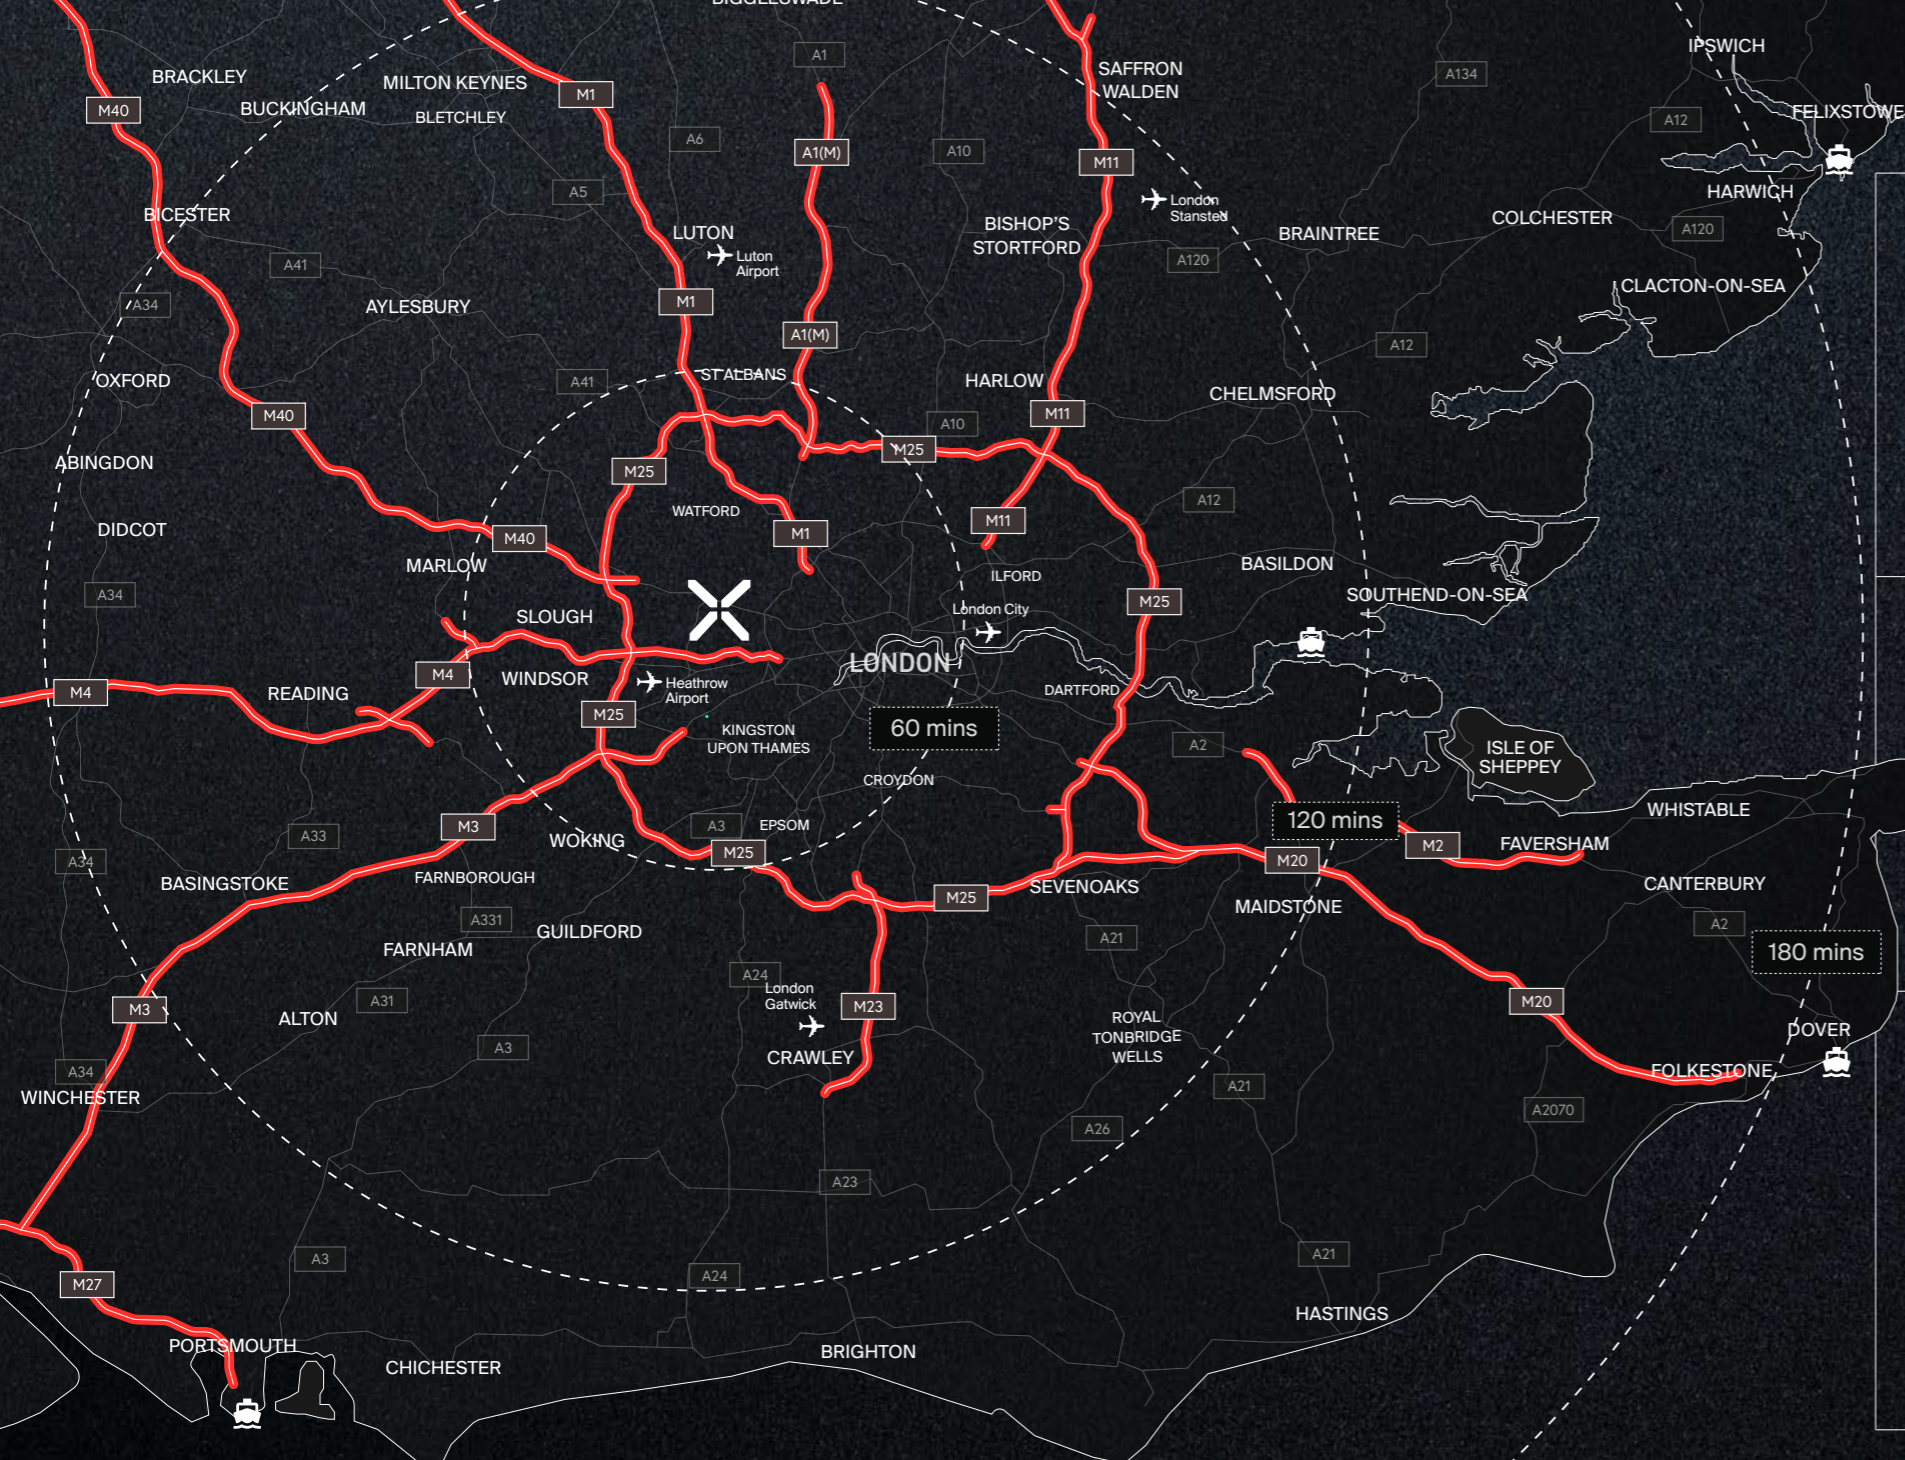 BIGGLESWADE
IPSWICH
A1
BRACKLEY
MILTON KEYNES
SAFFRON
WALDEN
A134
M1
M40
BUCKINGHAM
BLETCHLEY
A12
FELIXSTOWE
A6
A1(M)
A10
M11
A5
HARWICH
London
Stansted
BICESTER
LUTON
BISHOP'S
STORTFORD
BRAINTREE
COLCHESTER
A120
Luton
Airport
A41
A120
CLACTON-ON-SEA
A34
AYLESBURY
M1
A1(M)
A12
OXFORD
A41
ST ALBANS
HARLOW
CHELMSFORD
M40
M11
A10
M25
ABINGDON
M25
A12
DIDCOT
WATFORD
M40
M1
M11
MARLOW
ILFORD
BASILDON
A34
M25
SOUTHEND-ON-SEA
SLOUGH
London City
LONDON
M4
M4
READING
WINDSOR
Heathrow
Airport
DARTFORD
M25
KINGSTON
UPON THAMES
60 mins
A2
ISLE OF
SHEPPEY
CROYDON
WHISTABLE
M3
A33
WOKING
A3
EPSOM
120 mins
M2
FAVERSHAM
A34
M25
M20
BASINGSTOKE
FARNBOROUGH
SEVENOAKS
CANTERBURY
M25
MAIDSTONE
A331
GUILDFORD
A21
A2
FARNHAM
180 mins
A24
London
Gatwick
M3
A31
ALTON
M23
M20
ROYAL
TONBRIDGE
WELLS
DOVER
A3
CRAWLEY
A34
FOLKESTONE
WINCHESTER
A21
A2070
A26
A23
A3
A21
M27
A24
HASTINGS
PORTSMOUTH
CHICHESTER
BRIGHTON